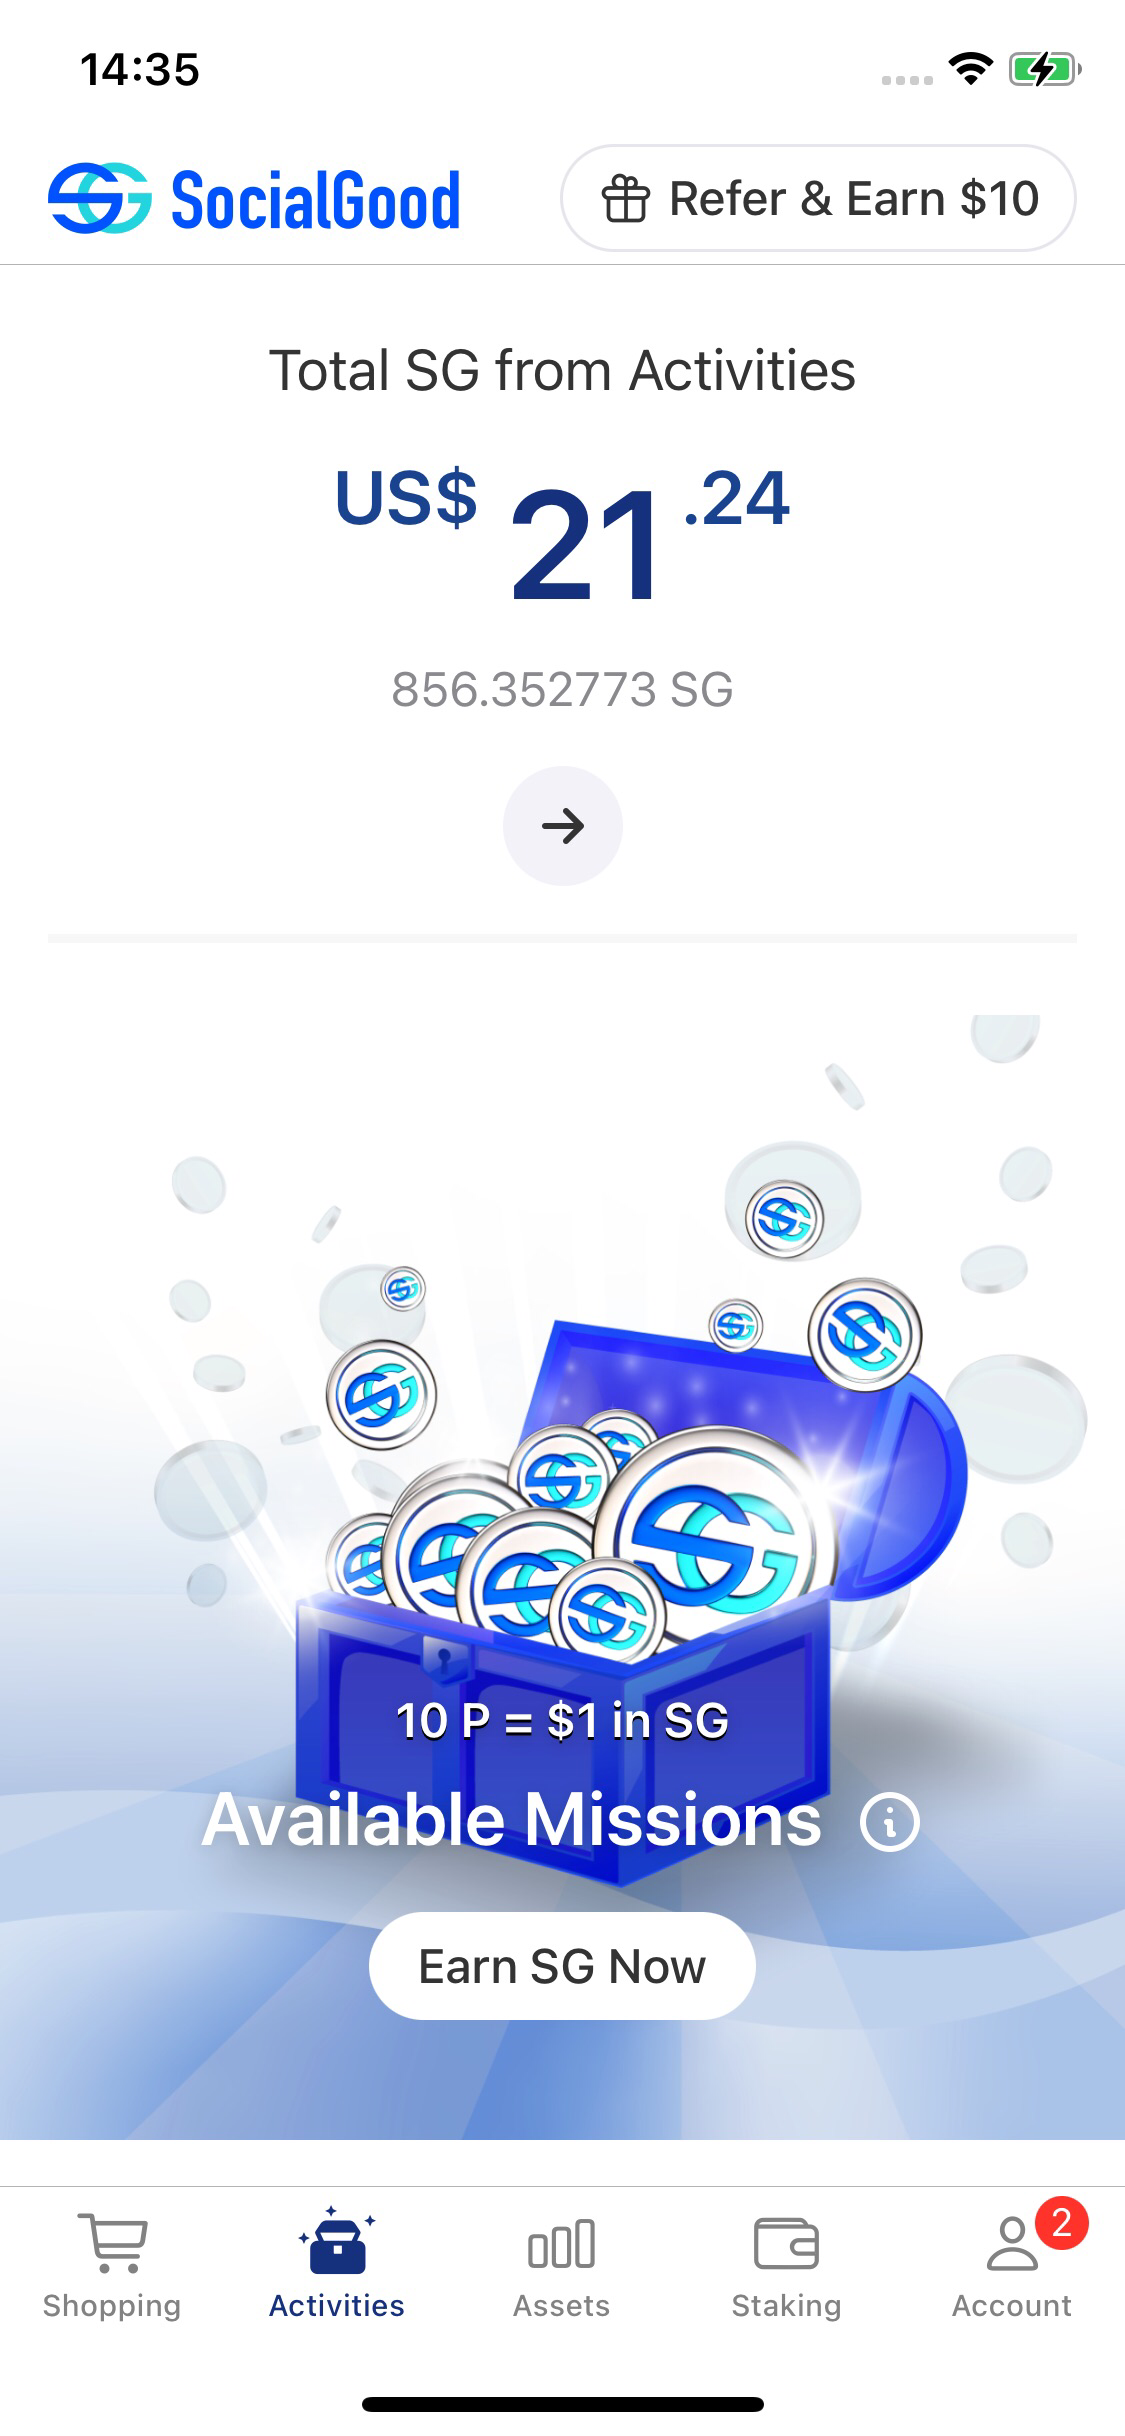 14:35
SocialGood
Refer & Earn $10
Total SG from Activities
US$ 21.24
856.352773 SG
10 P = $1 in SG
Available Missions
Earn SG Now
Shopping
Activities
Assets
Staking
Account
2